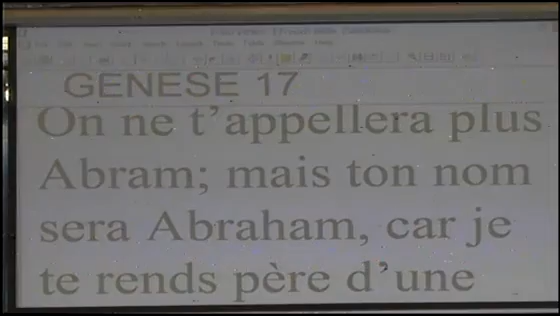 GENESE 17
On ne t'appellera plus
Abram; mais ton nom
sera Abraham, car je
te rends père d'une